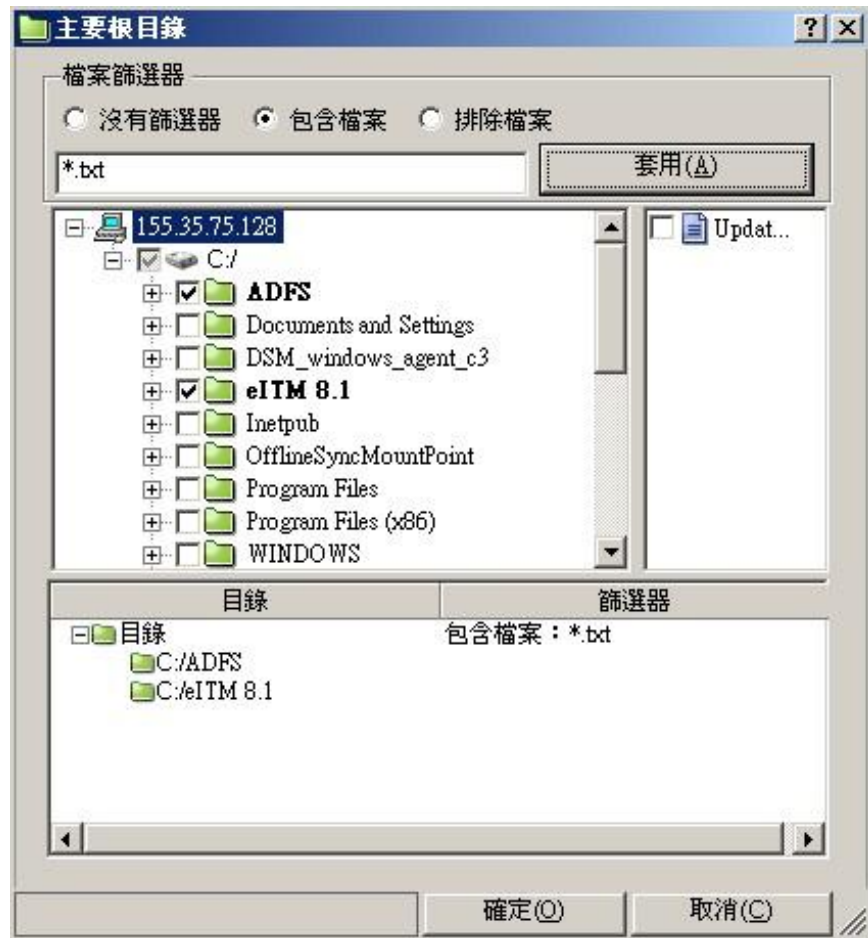 主要根目錄
檔案篩選器
沒有篩選器 包含檔案 排除檔案
*.txt 套用(A)
155.35.75.128 Updat...
C:/
ADFS
Documents and Settings
DSM_windows_agent_c3
eITM 8.1
Inetpub
OfflineSyncMountPoint
Program Files
Program Files (x86)
WINDOWS
目錄 篩選器
目錄 包含檔案：*.txt
C:/ADFS
C:/eITM 8.1
確定(O) 取消(C)